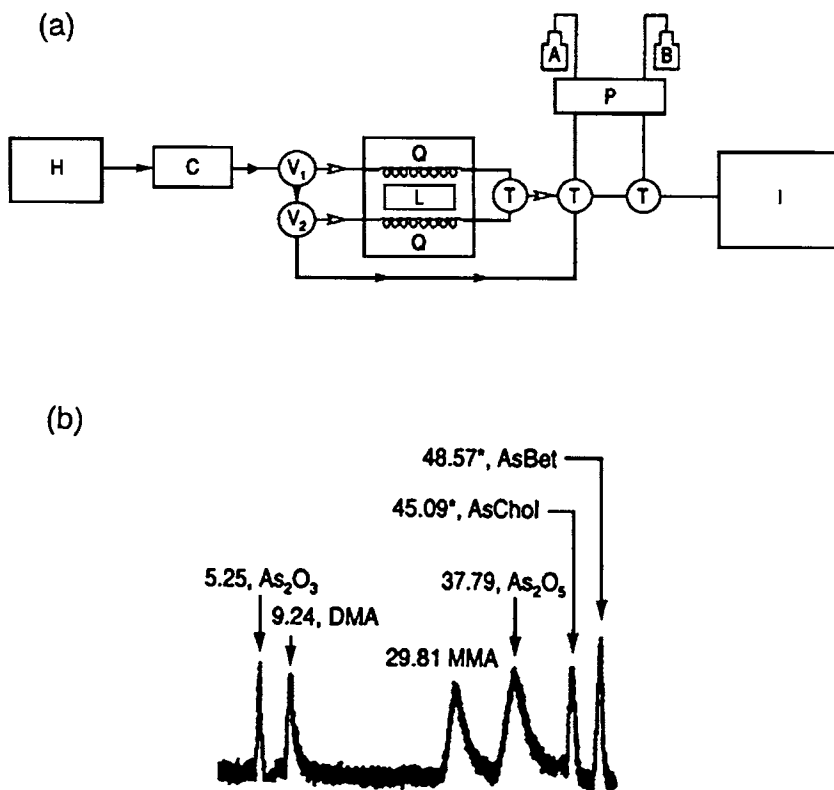 (a)
A
B
P
H
C
V₁
Q
L
T
T
T
I
V₂
Q
(b)
48.57*, AsBet
45.09*, AsChol
5.25, As₂O₃
37.79, As₂O₅
9.24, DMA
29.81 MMA